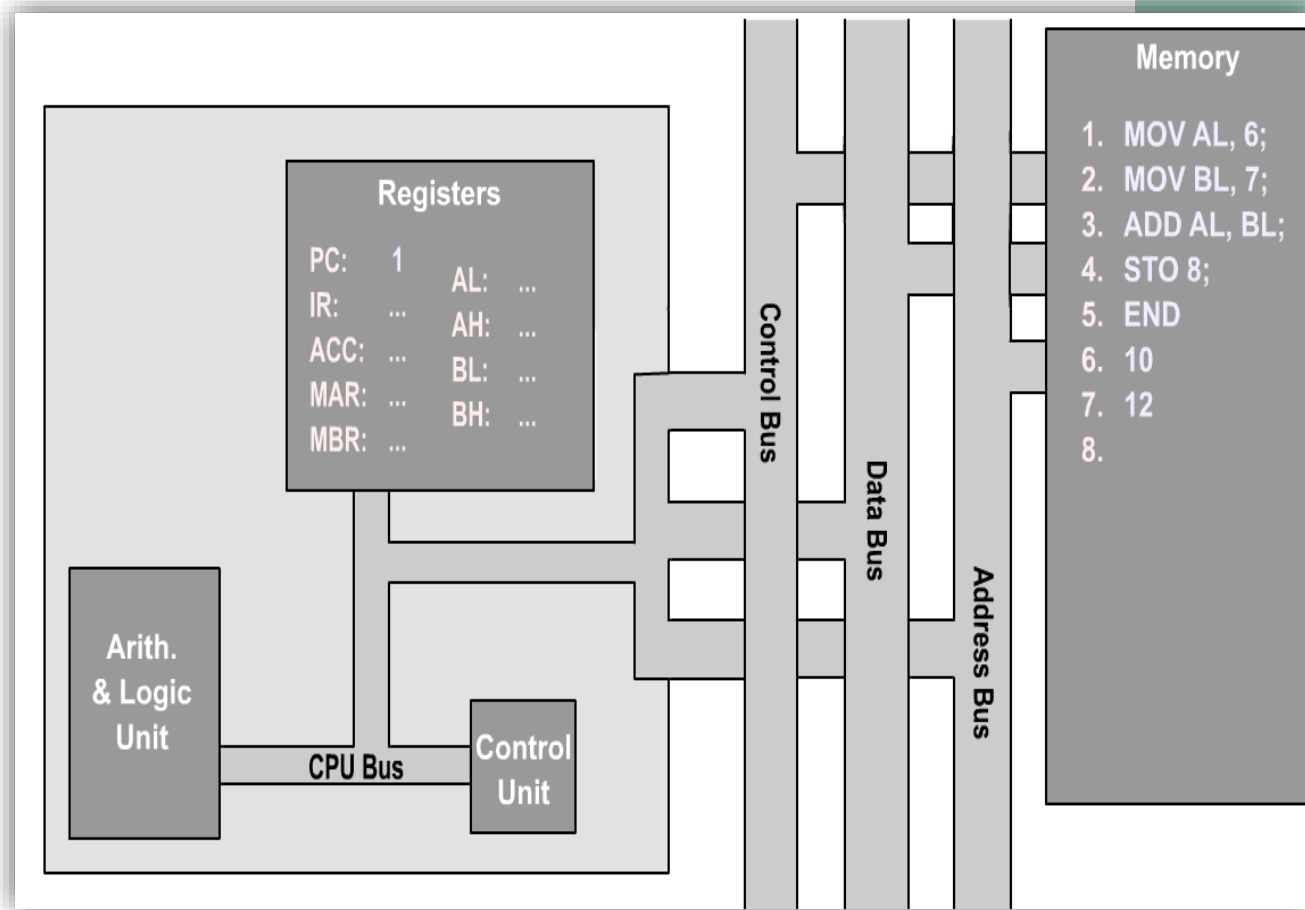 Registers
PC: 1
IR: ...
ACC: ...
MAR: ...
MBR: ...
AL: ...
AH: ...
BL: ...
BH: ...
Arith.
& Logic
Unit
CPU Bus
Control
Unit
Control Bus
Data Bus
Address Bus
Memory
1. MOV AL, 6;
2. MOV BL, 7;
3. ADD AL, BL;
4. STO 8;
5. END
6. 10
7. 12
8.